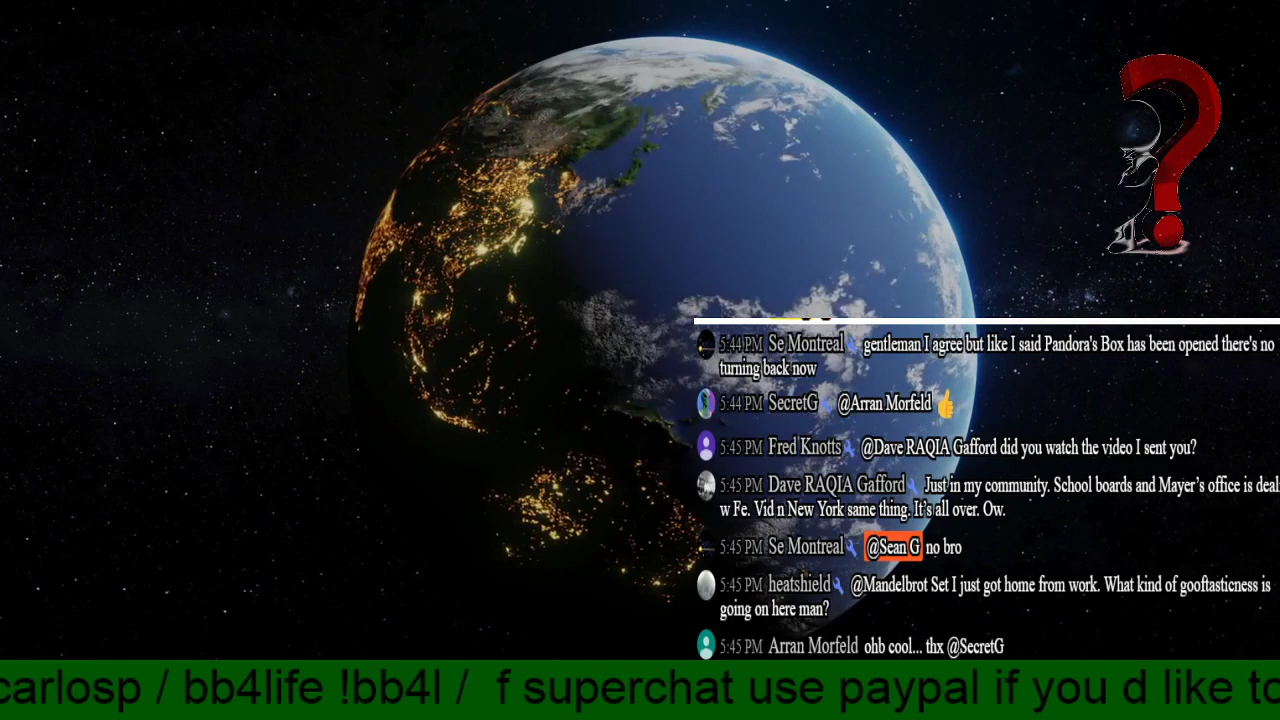 5:44 PM Se Montreal gentleman I agree but like I said Pandora's Box has been opened there's no
turning back now
5:44 PM SecretG @Arran Morfeld
5:45 PM Fred Knotts @Dave RAQIA Gafford did you watch the video I sent you?
5:45 PM Dave RAQIA Gafford Just in my community. School boards and Mayer's office is deal
w Fe. Vid n New York same thing. It's all over. Ow.
5:45 PM Se Montreal @Sean G no bro
5:45 PM heatshield @Mandelbrot Set I just got home from work. What kind of gooftasticness is
going on here man?
5:45 PM Arran Morfeld ohb cool... thx @SecretG
carlosp / bb4life !bb4l / f superchat use paypal if you d like to